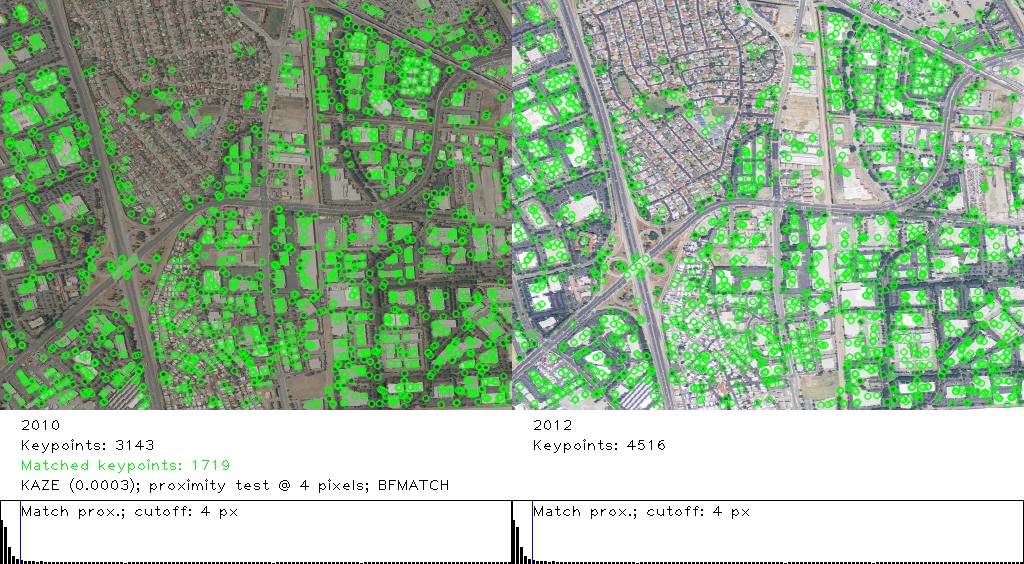 2010
Keypoints: 3143
Matched keypoints: 1719
KAZE (0.0003); proximity test @ 4 pixels; BFMATCH
2012
Keypoints: 4516
Match prox.; cutoff: 4 px
Match prox.; cutoff: 4 px